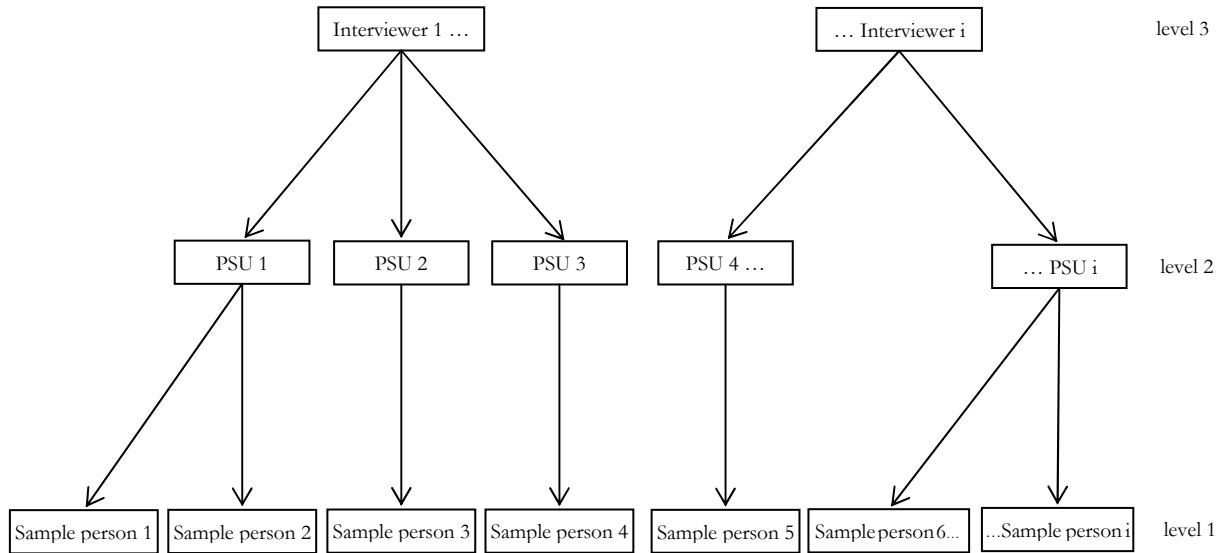 Interviewer 1 …
… Interviewer i
level 3
PSU 1
PSU 2
PSU 3
PSU 4 …
… PSU i
level 2
Sample person 1
Sample person 2
Sample person 3
Sample person 4
Sample person 5
Sample person 6...
...Sample person i
level 1